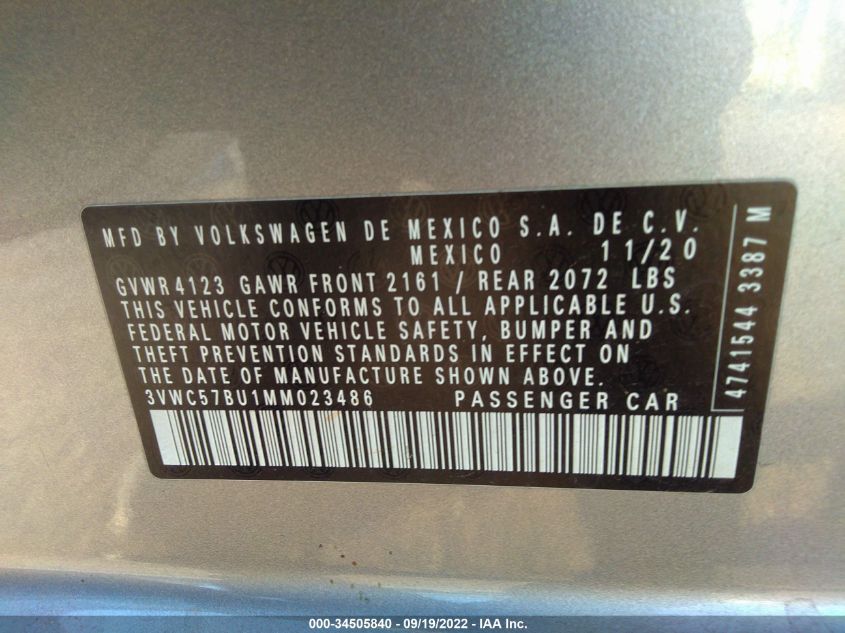 MFD BY VOLKSWAGEN DE MEXICO S.A. DE C.V.
MEXICO 11/20
GVWR 4123 GAWR FRONT 2161 / REAR 2072 LBS
THIS VEHICLE CONFORMS TO ALL APPLICABLE U.S.
FEDERAL MOTOR VEHICLE SAFETY, BUMPER AND
THEFT PREVENTION STANDARDS IN EFFECT ON
THE DATE OF MANUFACTURE SHOWN ABOVE.
3VWC57BU1MM023486 PASSENGER CAR
4741544 3387 M
000-34505840 - 09/19/2022 - IAA Inc.